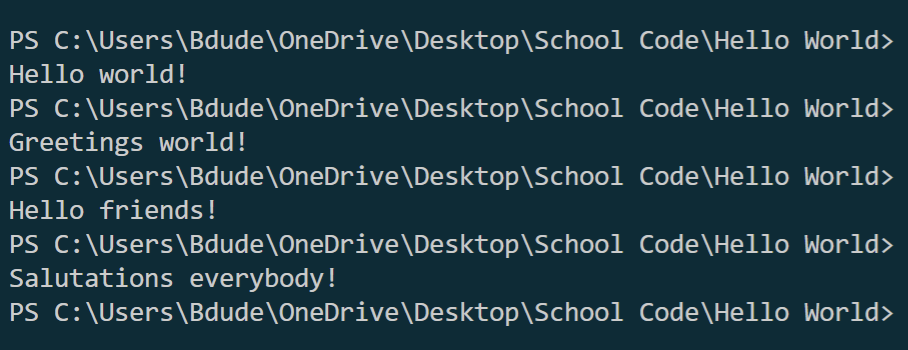 PS C:\Users\Bdude\OneDrive\Desktop\School Code\Hello World>
Hello world!
PS C:\Users\Bdude\OneDrive\Desktop\School Code\Hello World>
Greetings world!
PS C:\Users\Bdude\OneDrive\Desktop\School Code\Hello World>
Hello friends!
PS C:\Users\Bdude\OneDrive\Desktop\School Code\Hello World>
Salutations everybody!
PS C:\Users\Bdude\OneDrive\Desktop\School Code\Hello World>